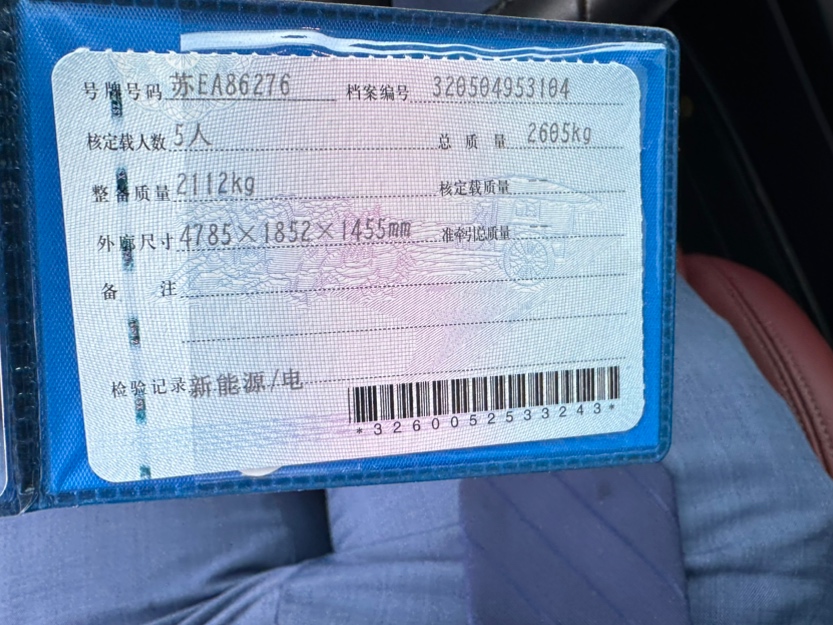 号牌号码 苏EA86276 档案编号 320504953104
核定载人数 5人 总质量 2605kg
整备质量 2112kg 核定载质量 --
外廓尺寸 4785×1852×1455mm 准牵引总质量 --
备注
检验记录 新能源/电
*3260052533243*